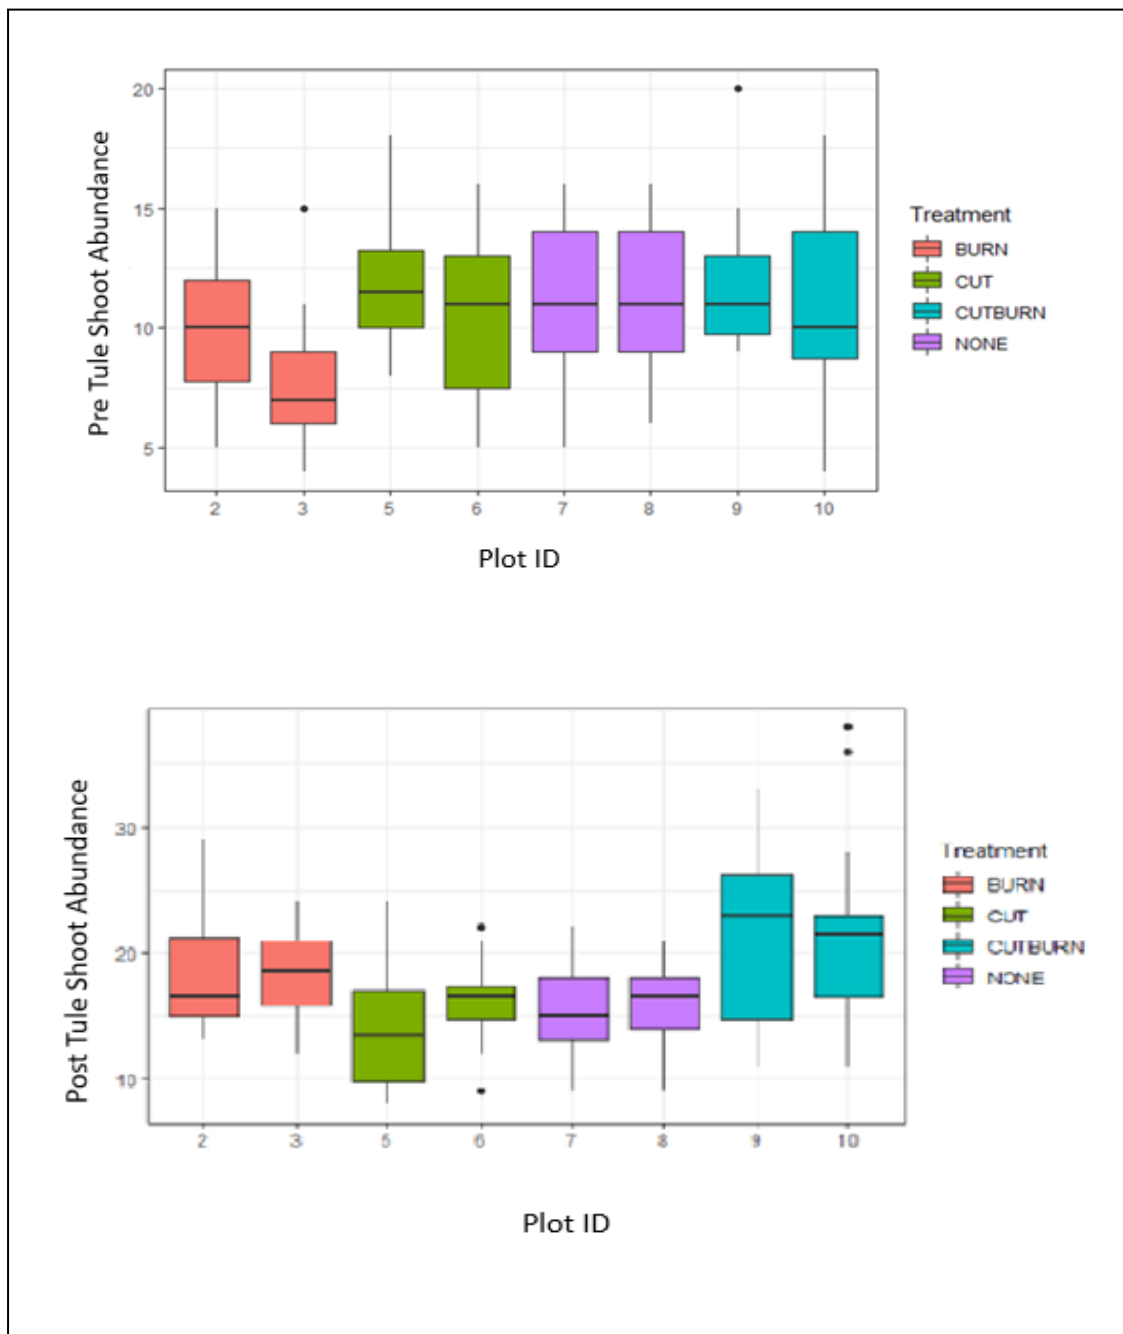 Pre Tule Shoot Abundance
20
15
10
5
2 3 5 6 7 8 9 10
Plot ID
Treatment
BURN
CUT
CUTBURN
NONE
Post Tule Shoot Abundance
30
20
10
2 3 5 6 7 8 9 10
Plot ID
Treatment
BURN
CUT
CUTBURN
NONE